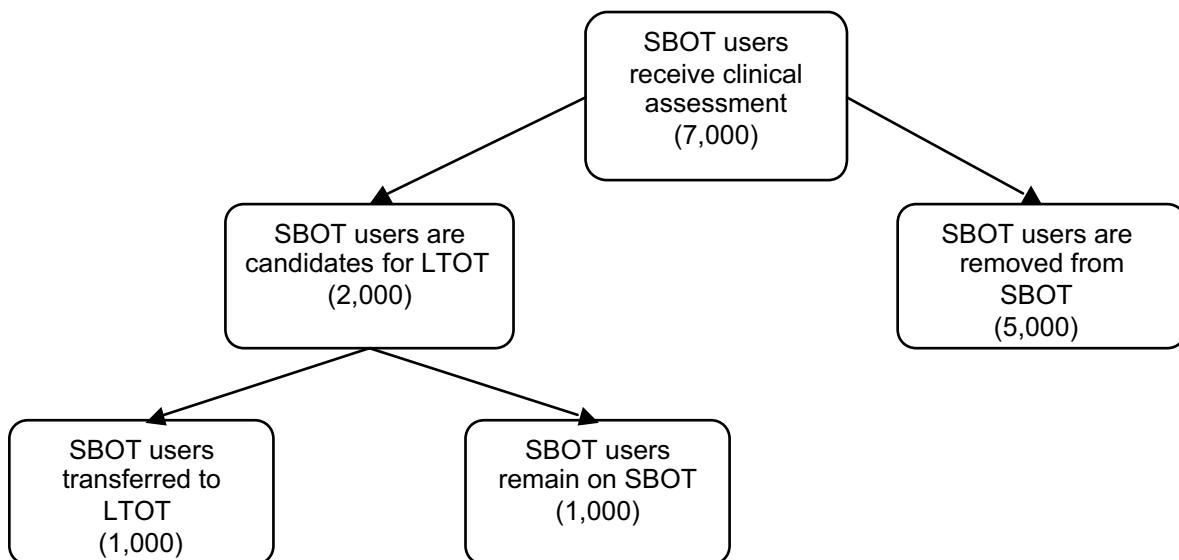 SBOT users
receive clinical
assessment
(7,000)
SBOT users are
candidates for LTOT
(2,000)
SBOT users are
removed from
SBOT
(5,000)
SBOT users
transferred to
LTOT
(1,000)
SBOT users
remain on SBOT
(1,000)